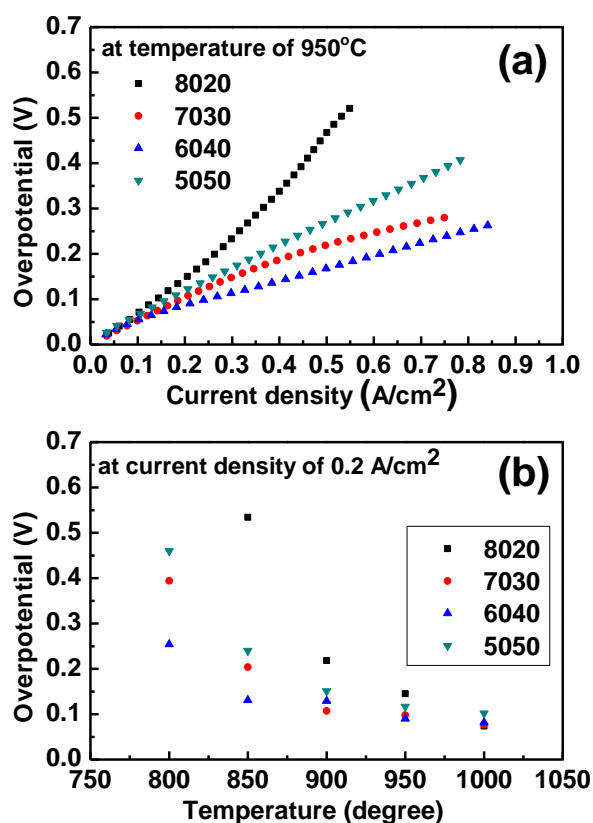 0.7
0.6
0.5
0.4
0.3
0.2
0.1
0.0
Overpotential (V)
at temperature of 950°C
(a)
8020
7030
6040
5050
0.0 0.1 0.2 0.3 0.4 0.5 0.6 0.7 0.8 0.9 1.0
Current density (A/cm²)
0.7
0.6
0.5
0.4
0.3
0.2
0.1
0.0
Overpotential (V)
at current density of 0.2 A/cm²
(b)
8020
7030
6040
5050
750 800 850 900 950 1000 1050
Temperature (degree)